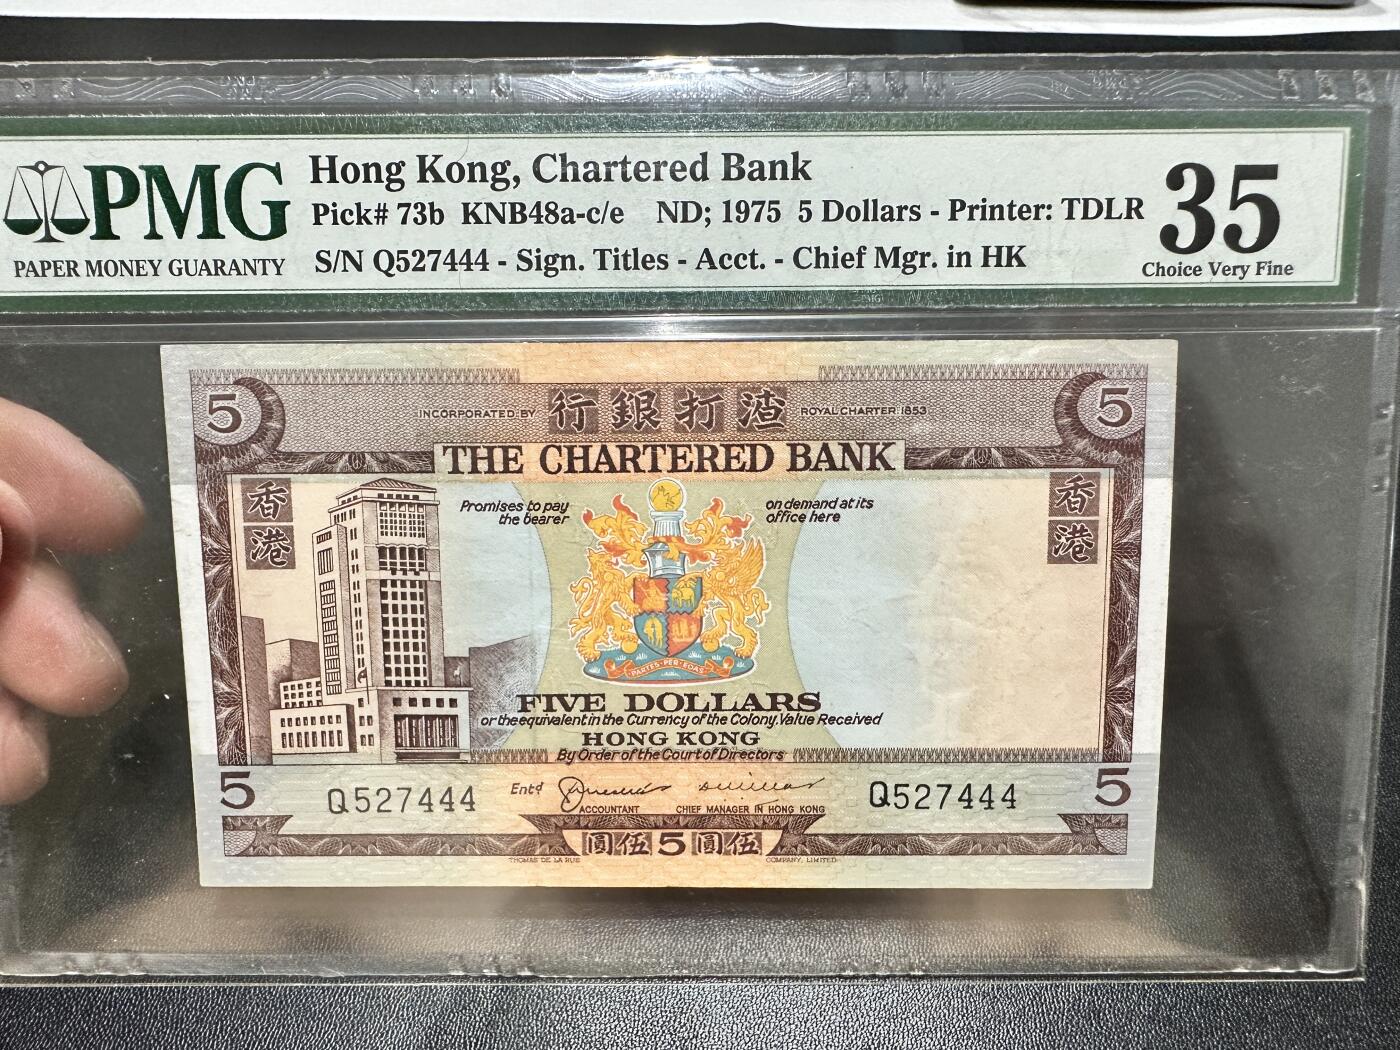 PMG
PAPER MONEY GUARANTY
Hong Kong, Chartered Bank
Pick# 73b KNB48a-c/e ND; 1975 5 Dollars - Printer: TDLR
S/N Q527444 - Sign. Titles - Acct. - Chief Mgr. in HK
35
Choice Very Fine
5 INCORPORATED BY 行銀打渣 ROYAL CHARTER 1853 5
THE CHARTERED BANK
香港 香港
Promises to pay the bearer
on demand at its office here
PARTES·PER·EOAS
FIVE DOLLARS
or the equivalent in the Currency of the Colony. Value Received
HONG KONG
By Order of the Court of Directors
5 Q527444 Entd Q527444 5
ACCOUNTANT CHIEF MANAGER IN HONG KONG
圓伍 5 圓伍
THOMAS DE LA RUE COMPANY, LIMITED